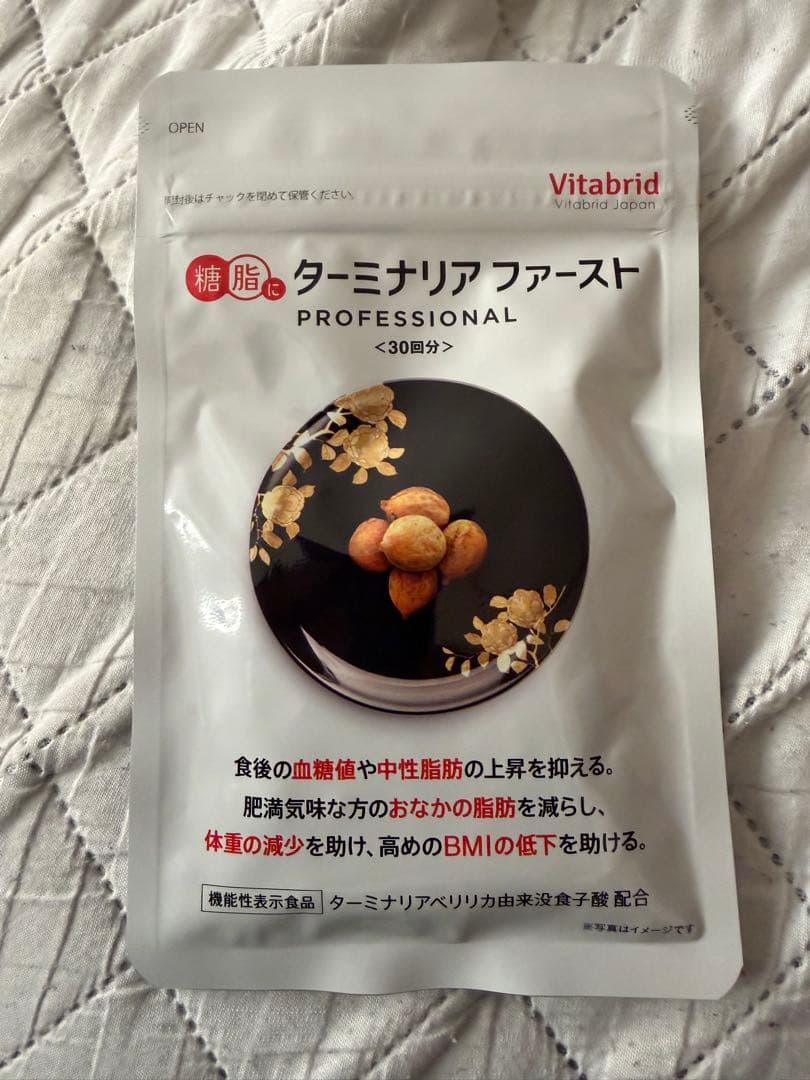 OPEN
開封後はチャックを閉めて保管ください。
Vitabrid
Vitabrid Japan
糖脂に ターミナリア ファースト
PROFESSIONAL
<30回分>
食後の血糖値や中性脂肪の上昇を抑える。
肥満気味な方のおなかの脂肪を減らし、
体重の減少を助け、高めのBMIの低下を助ける。
機能性表示食品 ターミナリアベリリカ由来没食子酸 配合
※写真はイメージです